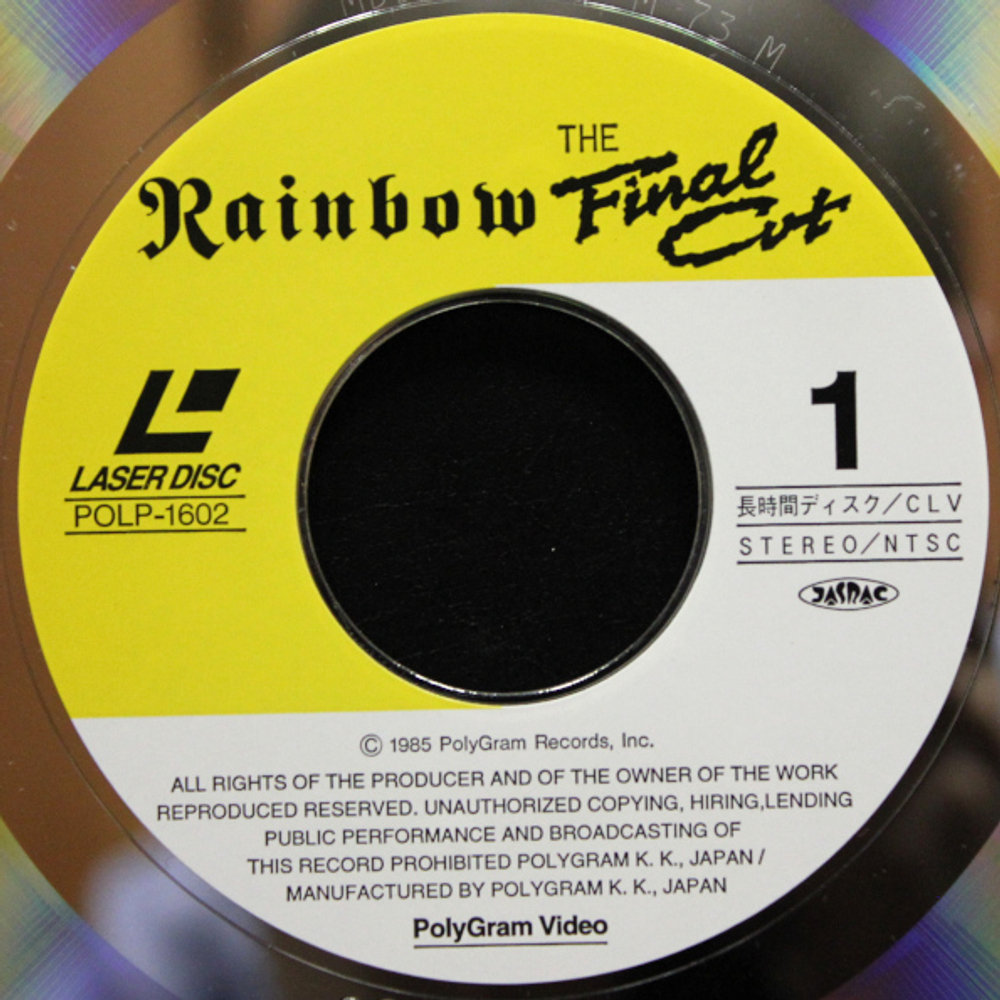 THE
Rainbow Final Cut
LASER DISC
POLP-1602
1
長時間ディスク/CLV
STEREO/NTSC
JASRAC
© 1985 PolyGram Records, Inc.
ALL RIGHTS OF THE PRODUCER AND OF THE OWNER OF THE WORK
REPRODUCED RESERVED. UNAUTHORIZED COPYING, HIRING,LENDING
PUBLIC PERFORMANCE AND BROADCASTING OF
THIS RECORD PROHIBITED POLYGRAM K. K., JAPAN /
MANUFACTURED BY POLYGRAM K. K., JAPAN
PolyGram Video